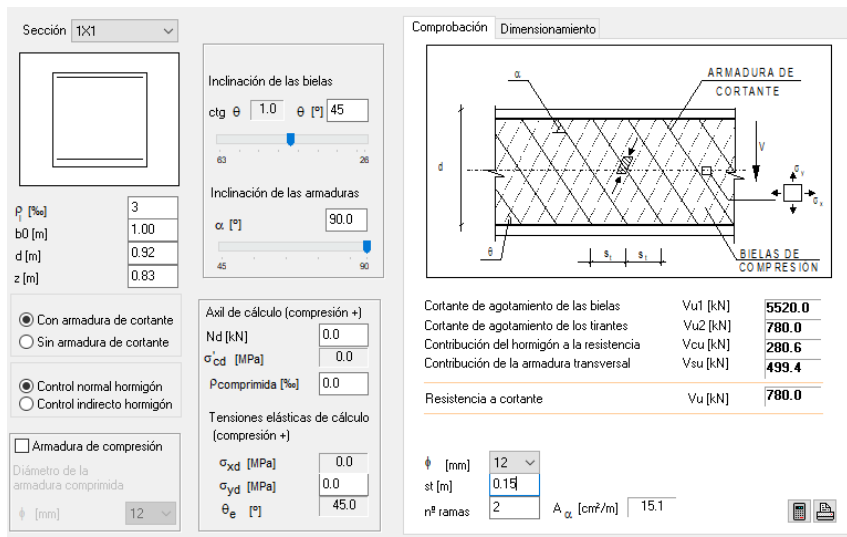 Sección 1X1
ρl [‰] 3
b0 [m] 1.00
d [m] 0.92
z [m] 0.83
Con armadura de cortante
Sin armadura de cortante
Control normal hormigón
Control indirecto hormigón
Armadura de compresión
Diámetro de la
armadura comprimida
ϕ [mm] 12
Inclinación de las bielas
ctg θ 1.0 θ [º] 45
63 26
Inclinación de las armaduras
α [º] 90.0
45 90
Axil de cálculo (compresión +)
Nd [kN] 0.0
σ'cd [MPa] 0.0
ρcomprimida [‰] 0.0
Tensiones elásticas de cálculo
(compresión +)
σxd [MPa] 0.0
σyd [MPa] 0.0
θe [º] 45.0
Comprobación Dimensionamiento
α
ARMADURA DE
CORTANTE
d
V
σY
σx
θ
st st
BIELAS DE
COMPRESIÓN
Cortante de agotamiento de las bielas Vu1 [kN] 5520.0
Cortante de agotamiento de los tirantes Vu2 [kN] 780.0
Contribución del hormigón a la resistencia Vcu [kN] 280.6
Contribución de la armadura transversal Vsu [kN] 499.4
Resistencia a cortante Vu [kN] 780.0
ϕ [mm] 12
st [m] 0.15
nº ramas 2 Aα [cm²/m] 15.1